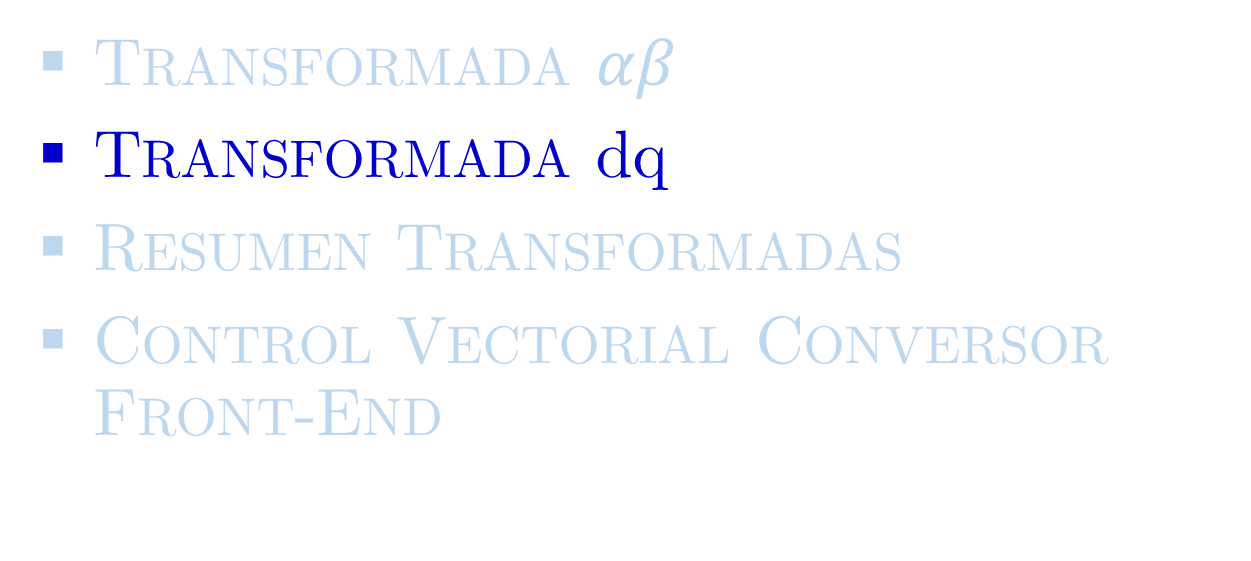 ▪ Transformada αβ
▪ Transformada dq
▪ Resumen Transformadas
▪ Control Vectorial Conversor
Front-End